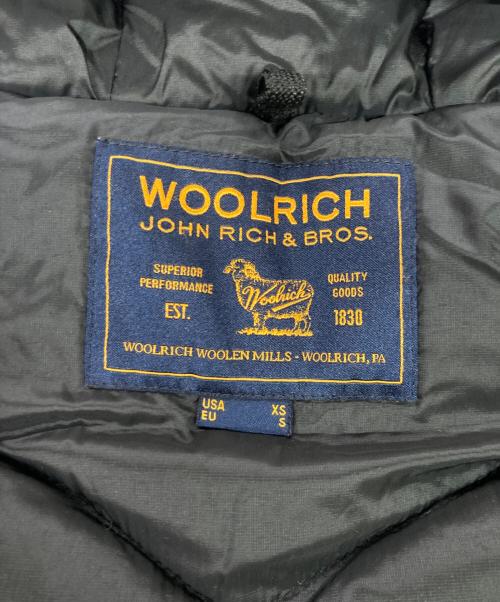 WOOLRICH
JOHN RICH & BROS.
SUPERIOR
PERFORMANCE
EST.
Woolrich
QUALITY
GOODS
1830
WOOLRICH WOOLEN MILLS - WOOLRICH, PA
USA XS
EU S